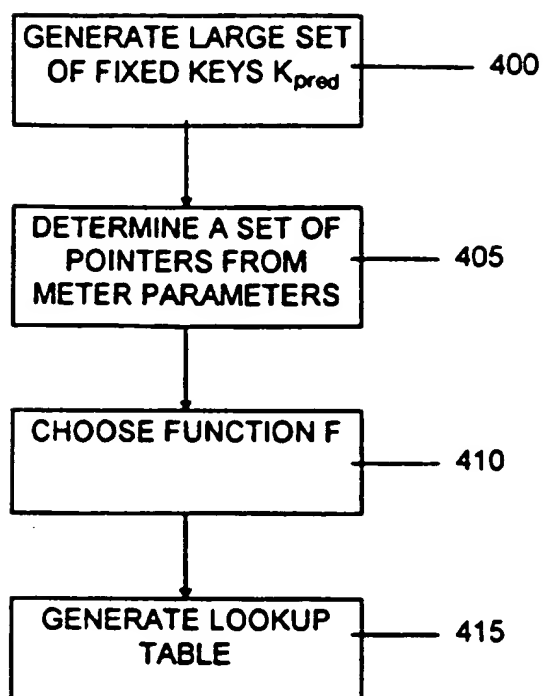 GENERATE LARGE SET
OF FIXED KEYS Kpred
400
DETERMINE A SET OF
POINTERS FROM
METER PARAMETERS
405
CHOOSE FUNCTION F
410
GENERATE LOOKUP
TABLE
415